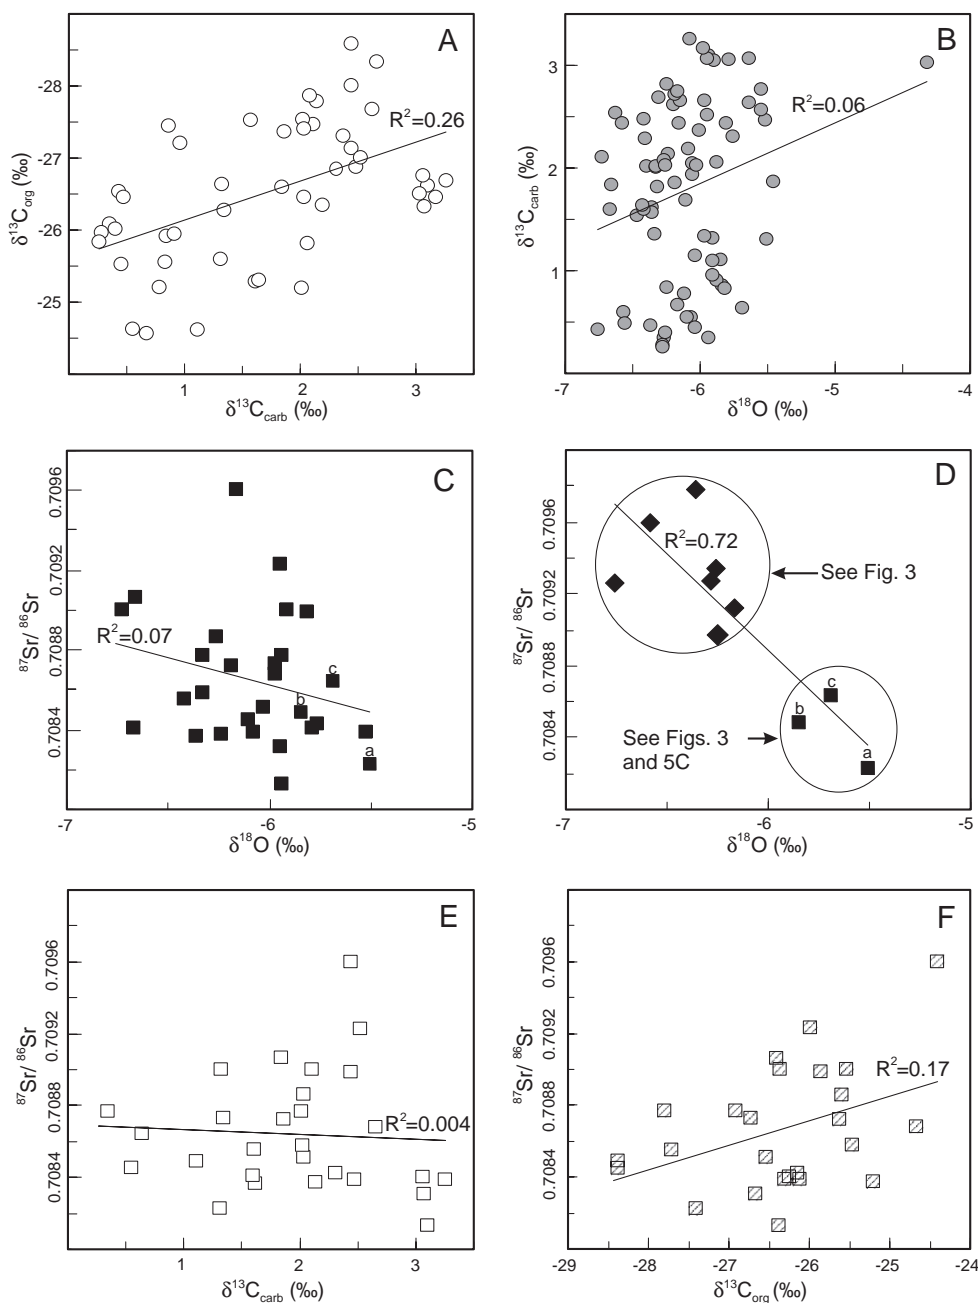 A
-28
-27
-26
-25
δ13Corg (‰)
R2=0.26
1
2
3
δ13Ccarb (‰)
B
3
2
1
δ13Ccarb (‰)
R2=0.06
-7
-6
-5
-4
δ18O (‰)
C
0.7096
0.7092
0.7088
0.7084
87Sr/ 86Sr
R2=0.07
c
b
a
-7
-6
-5
δ18O (‰)
D
0.7096
0.7092
0.7088
0.7084
87Sr/ 86Sr
R2=0.72
See Fig. 3
c
b
a
See Figs. 3
and 5C
-7
-6
-5
δ18O (‰)
E
0.7096
0.7092
0.7088
0.7084
87Sr/ 86Sr
R2=0.004
1
2
3
δ13Ccarb (‰)
F
0.7096
0.7092
0.7088
0.7084
87Sr/ 86Sr
R2=0.17
-29
-28
-27
-26
-25
-24
δ13Corg (‰)